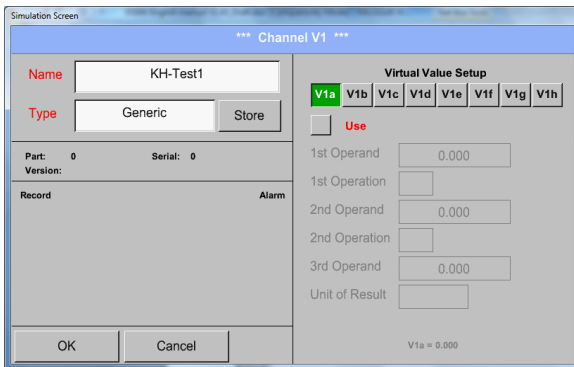 Simulation Screen
*** Channel V1 ***
Name
KH-Test1
Type
Generic
Store
Part: 0 Serial: 0
Version:
Record Alarm
OK
Cancel
Virtual Value Setup
V1a V1b V1c V1d V1e V1f V1g V1h
Use
1st Operand 0.000
1st Operation
2nd Operand 0.000
2nd Operation
3rd Operand 0.000
Unit of Result
V1a = 0.000